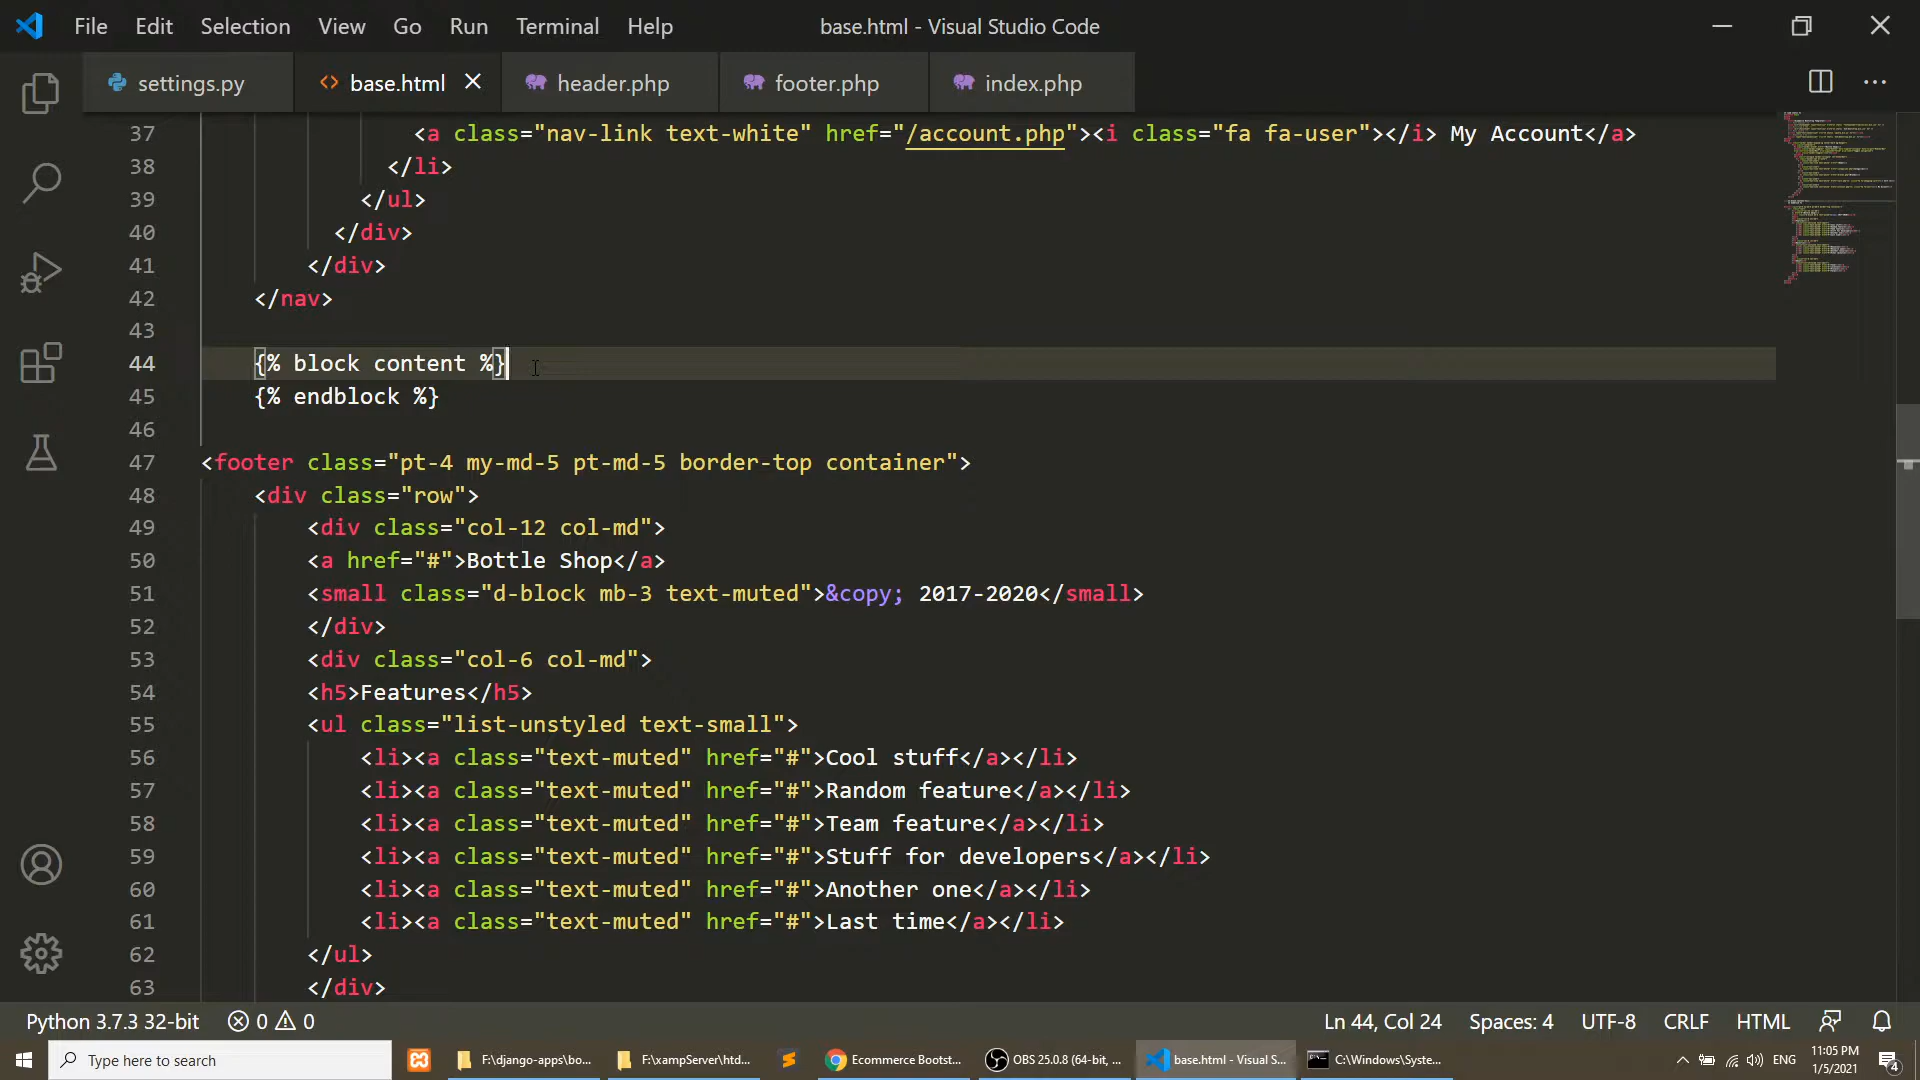 File Edit Selection View Go Run Terminal Help base.html - Visual Studio Code
settings.py base.html header.php footer.php index.php
37 <a class="nav-link text-white" href="/account.php"><i class="fa fa-user"></i> My Account</a>
38 </li>
39 </ul>
40 </div>
41 </div>
42 </nav>
43
44 {% block content %}
45 {% endblock %}
46
47 <footer class="pt-4 my-md-5 pt-md-5 border-top container">
48 <div class="row">
49 <div class="col-12 col-md">
50 <a href="#">Bottle Shop</a>
51 <small class="d-block mb-3 text-muted">&copy; 2017-2020</small>
52 </div>
53 <div class="col-6 col-md">
54 <h5>Features</h5>
55 <ul class="list-unstyled text-small">
56 <li><a class="text-muted" href="#">Cool stuff</a></li>
57 <li><a class="text-muted" href="#">Random feature</a></li>
58 <li><a class="text-muted" href="#">Team feature</a></li>
59 <li><a class="text-muted" href="#">Stuff for developers</a></li>
60 <li><a class="text-muted" href="#">Another one</a></li>
61 <li><a class="text-muted" href="#">Last time</a></li>
62 </ul>
63 </div>
Python 3.7.3 32-bit 0 0 Ln 44, Col 24 Spaces: 4 UTF-8 CRLF HTML
Type here to search F:\django-apps\bo... F:\xampServer\htd... Ecommerce Bootst... OBS 25.0.8 (64-bit, ... base.html - Visual S... C:\Windows\Syste... ENG 11:05 PM
1/5/2021 4